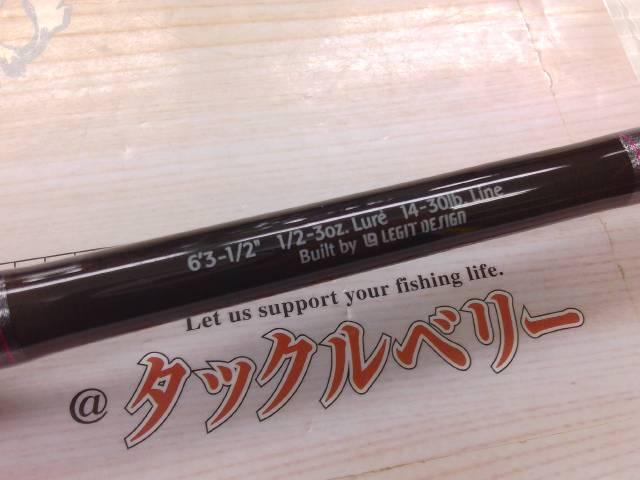 6'3-1/2" 1/2-3oz. Lure 14-30lb. Line
Built by LEGIT DESIGN
Let us support your fishing life.
@タックルベリー